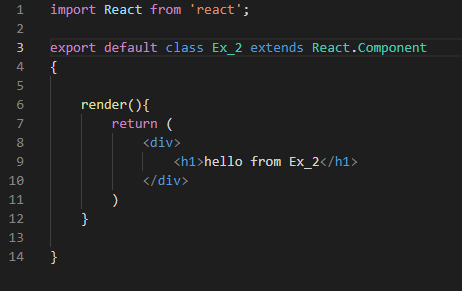 1 import React from 'react';
2
3 export default class Ex_2 extends React.Component
4 {
5
6 render(){
7 return (
8 <div>
9 <h1>hello from Ex_2</h1>
10 </div>
11 )
12 }
13
14 }